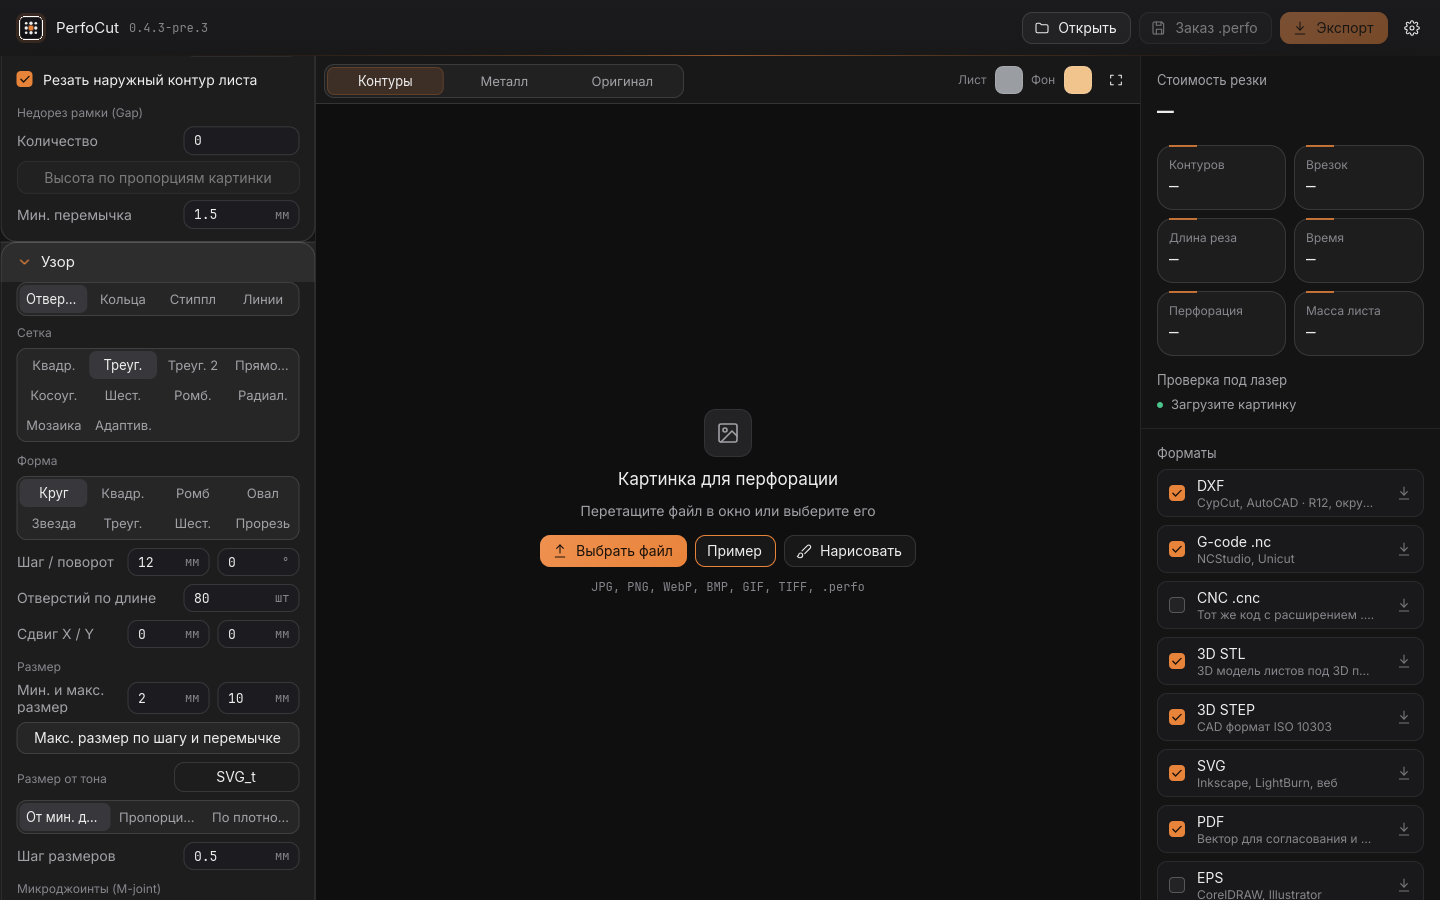 PerfoCut 0.4.3-pre.3
Открыть
Заказ .perfo
Экспорт
Резать наружный контур листа
Недорез рамки (Gap)
Количество 0
Высота по пропорциям картинки
Мин. перемычка 1.5 мм
Узор
Отвер... Кольца Стиппл Линии
Сетка
Квадр. Треуг. Треуг. 2 Прямо...
Косоуг. Шест. Ромб. Радиал.
Мозаика Адаптив.
Форма
Круг Квадр. Ромб Овал
Звезда Треуг. Шест. Прорезь
Шаг / поворот 12 мм 0 °
Отверстий по длине 80 шт
Сдвиг X / Y 0 мм 0 мм
Размер
Мин. и макс.
размер 2 мм 10 мм
Макс. размер по шагу и перемычке
Размер от тона SVG_t
От мин. д... Пропорци... По плотно...
Шаг размеров 0.5 мм
Микроджоинты (M-joint)
Контуры Металл Оригинал
Лист Фон
Картинка для перфорации
Перетащите файл в окно или выберите его
Выбрать файл Пример Нарисовать
JPG, PNG, WebP, BMP, GIF, TIFF, .perfo
Стоимость резки
—
Контуров Врезок
— —
Длина реза Время
— —
Перфорация Масса листа
— —
Проверка под лазер
Загрузите картинку
Форматы
DXF
CypCut, AutoCAD · R12, окру...
G-code .nc
NCStudio, Unicut
CNC .cnc
Тот же код с расширением ....
3D STL
3D модель листов под 3D п...
3D STEP
CAD формат ISO 10303
SVG
Inkscape, LightBurn, веб
PDF
Вектор для согласования и ...
EPS
CorelDRAW, Illustrator